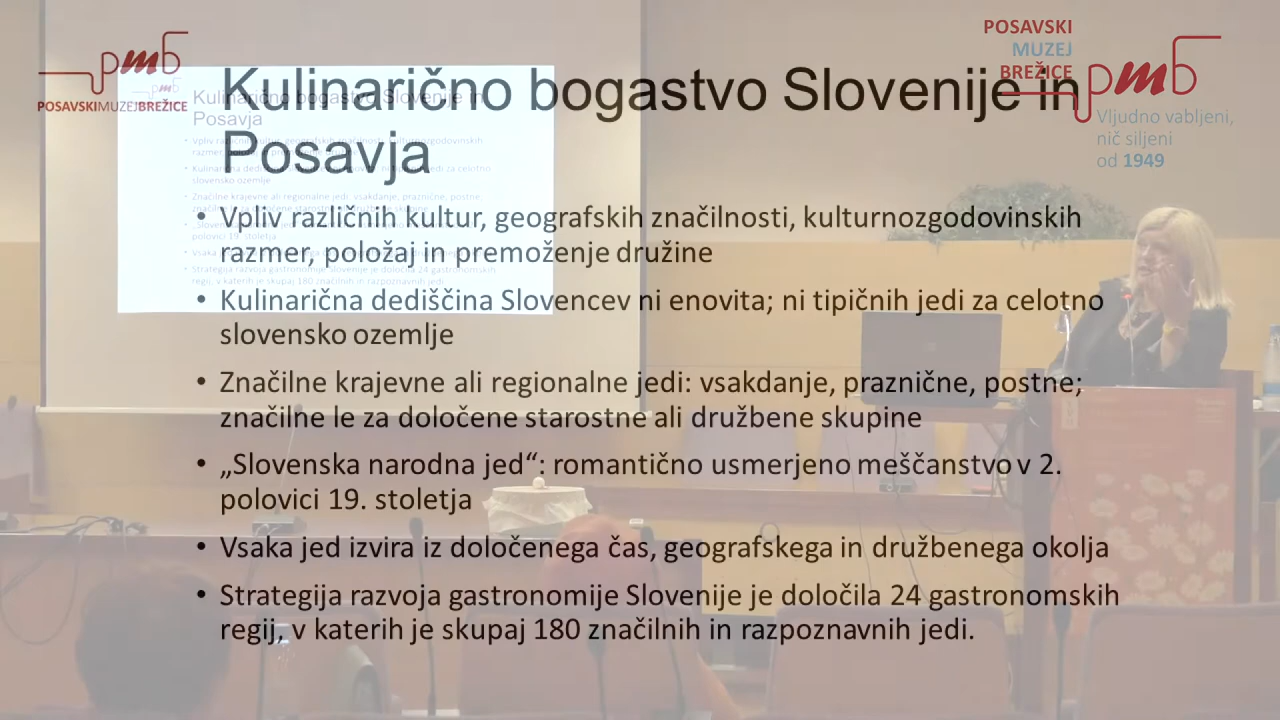 pmb
POSAVSKIMUZEJBREŽICE
POSAVSKI
MUZEJ
BREŽICE
pmb
Vljudno vabljeni,
nič siljeni
od 1949
Kulinarično bogastvo Slovenije in
Posavja
• Vpliv različnih kultur, geografskih značilnosti, kulturnozgodovinskih
razmer, položaj in premoženje družine
• Kulinarična dediščina Slovencev ni enovita; ni tipičnih jedi za celotno
slovensko ozemlje
• Značilne krajevne ali regionalne jedi: vsakdanje, praznične, postne;
značilne le za določene starostne ali družbene skupine
• „Slovenska narodna jed“: romantično usmerjeno meščanstvo v 2.
polovici 19. stoletja
• Vsaka jed izvira iz določenega čas, geografskega in družbenega okolja
• Strategija razvoja gastronomije Slovenije je določila 24 gastronomskih
regij, v katerih je skupaj 180 značilnih in razpoznavnih jedi.